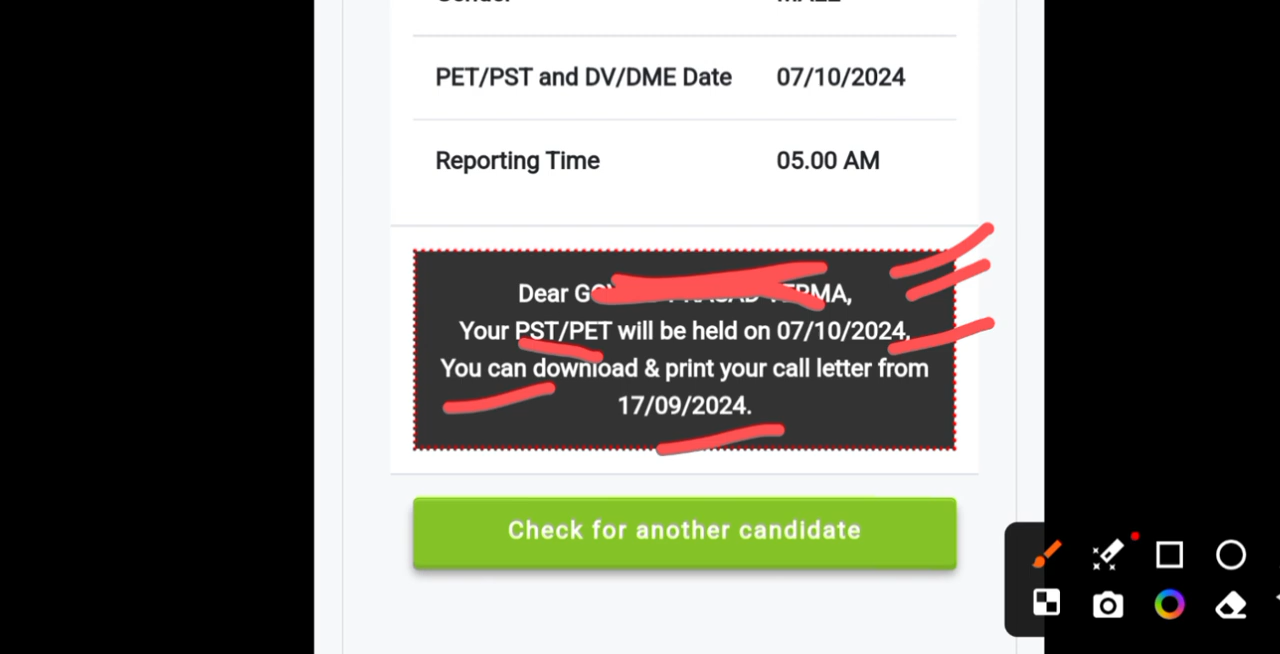 PET/PST and DV/DME Date 07/10/2024
Reporting Time 05.00 AM
Dear
Your PST/PET will be held on 07/10/2024,
You can download & print your call letter from
17/09/2024.
Check for another candidate